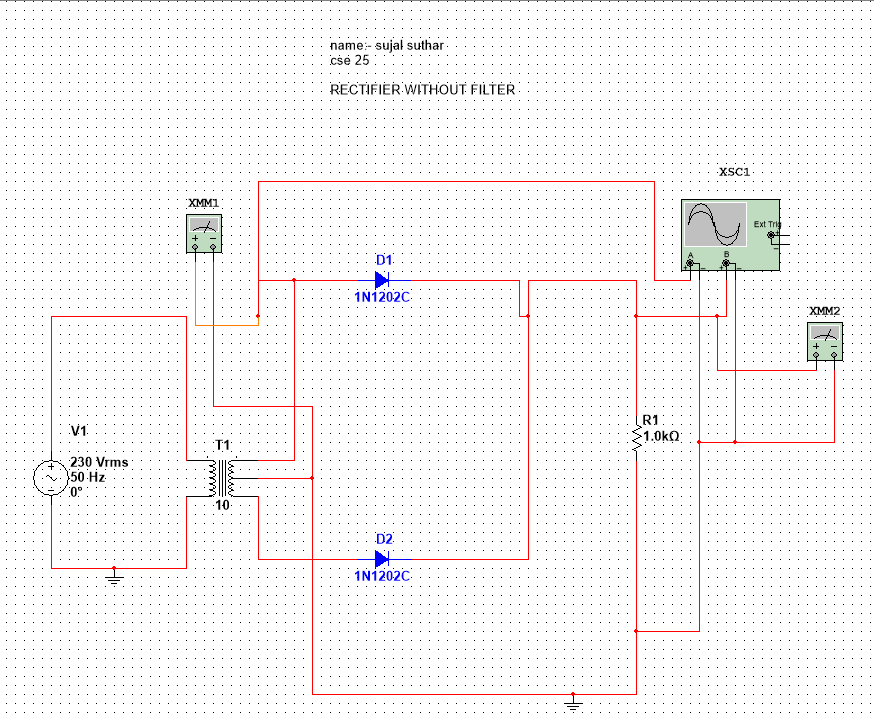 name:- sujal suthar
cse 25
RECTIFIER WITHOUT FILTER
XSC1
XMM1
Ext Trig
+
-
A
B
+ - + -
D1
1N1202C
+ -
XMM2
+ -
V1
230 Vrms
50 Hz
0°
T1
10
R1
1.0kΩ
D2
1N1202C